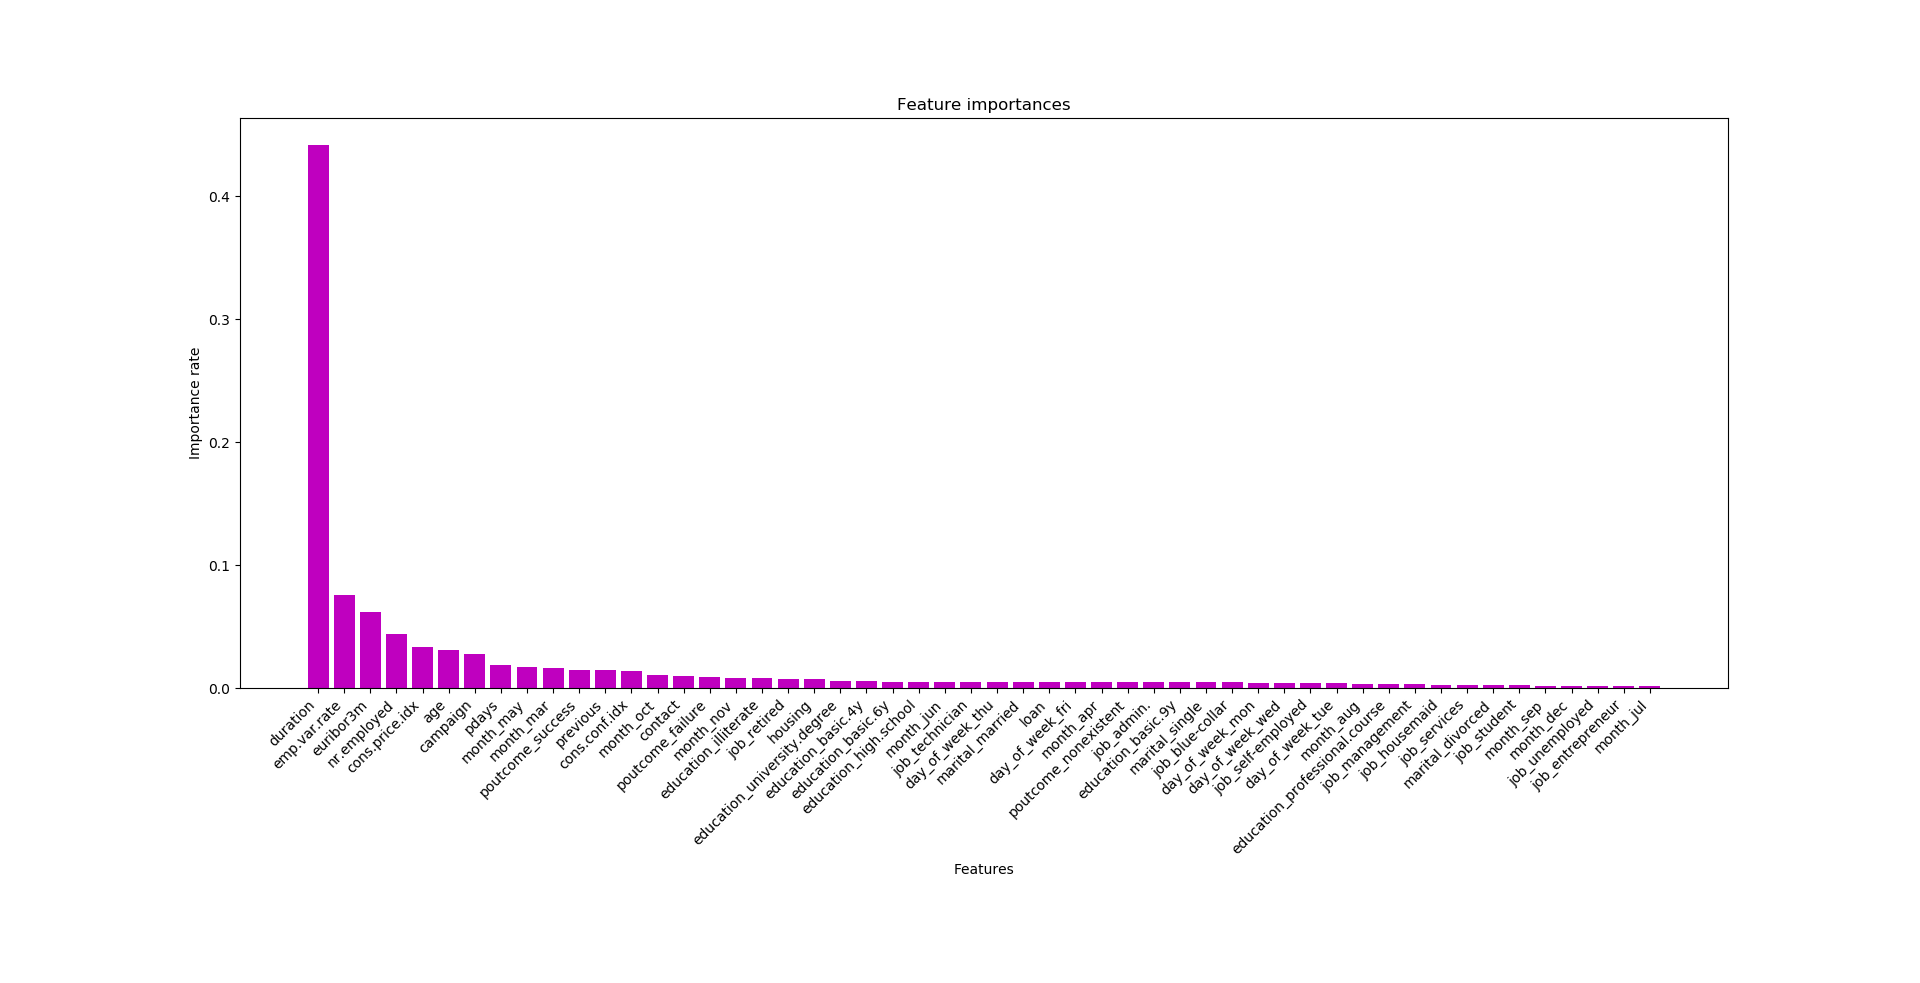 Feature importances
Importance rate
0.4
0.3
0.2
0.1
0.0
duration
emp.var.rate
euribor3m
nr.employed
cons.price.idx
age
campaign
pdays
month_may
month_mar
poutcome_success
previous
cons.conf.idx
month_oct
contact
poutcome_failure
month_nov
education_illiterate
job_retired
housing
education_university.degree
education_basic.4y
education_basic.6y
education_high.school
month_jun
job_technician
day_of_week_thu
marital_married
loan
day_of_week_fri
month_apr
poutcome_nonexistent
job_admin.
education_basic.9y
marital_single
job_blue-collar
day_of_week_mon
day_of_week_wed
job_self-employed
day_of_week_tue
month_aug
education_professional.course
job_management
job_housemaid
job_services
marital_divorced
job_student
month_sep
month_dec
job_unemployed
job_entrepreneur
month_jul
Features